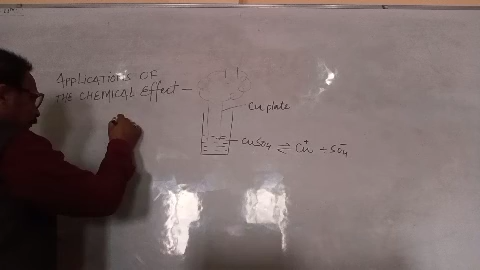 APPLICATIONS OF
THE CHEMICAL Effect —
Cu plate
CuSO4 ⇌ Cu+ + SO4-